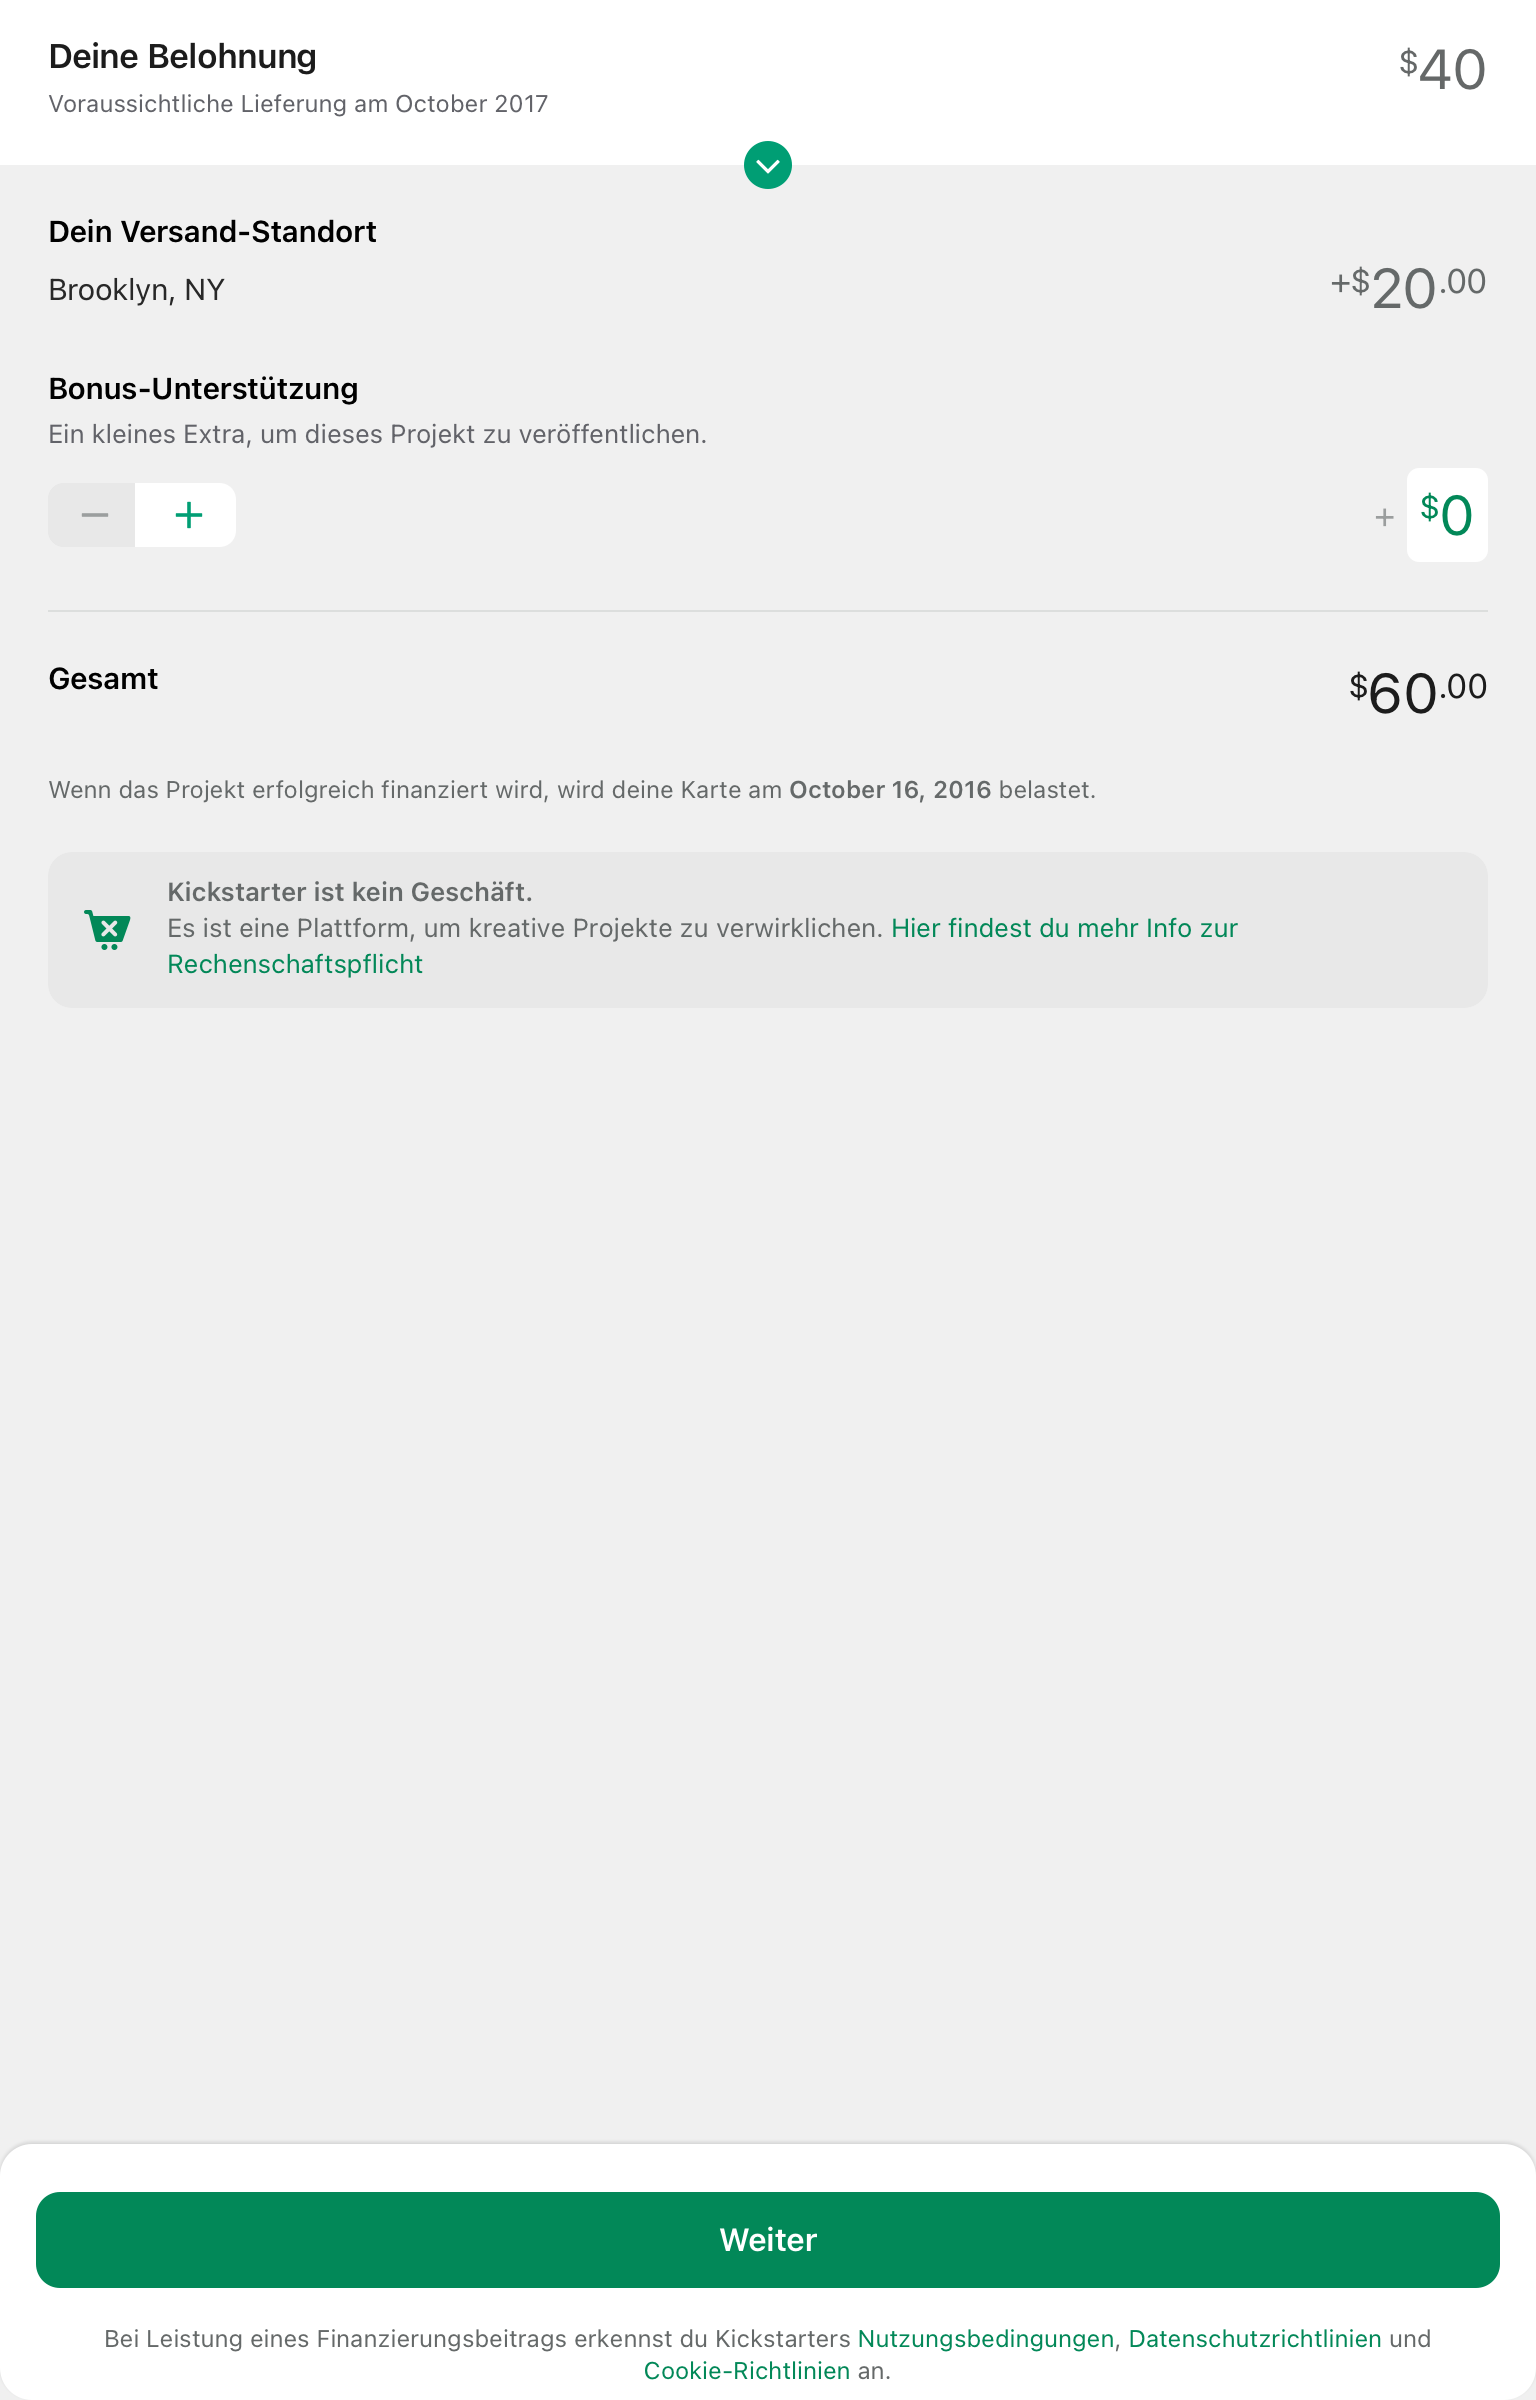 Deine Belohnung
$40
Voraussichtliche Lieferung am October 2017
Dein Versand-Standort
Brooklyn, NY
+$20.00
Bonus-Unterstützung
Ein kleines Extra, um dieses Projekt zu veröffentlichen.
+ $0
Gesamt
$60.00
Wenn das Projekt erfolgreich finanziert wird, wird deine Karte am October 16, 2016 belastet.
Kickstarter ist kein Geschäft.
Es ist eine Plattform, um kreative Projekte zu verwirklichen. Hier findest du mehr Info zur
Rechenschaftspflicht
Weiter
Bei Leistung eines Finanzierungsbeitrags erkennst du Kickstarters Nutzungsbedingungen, Datenschutzrichtlinien und
Cookie-Richtlinien an.